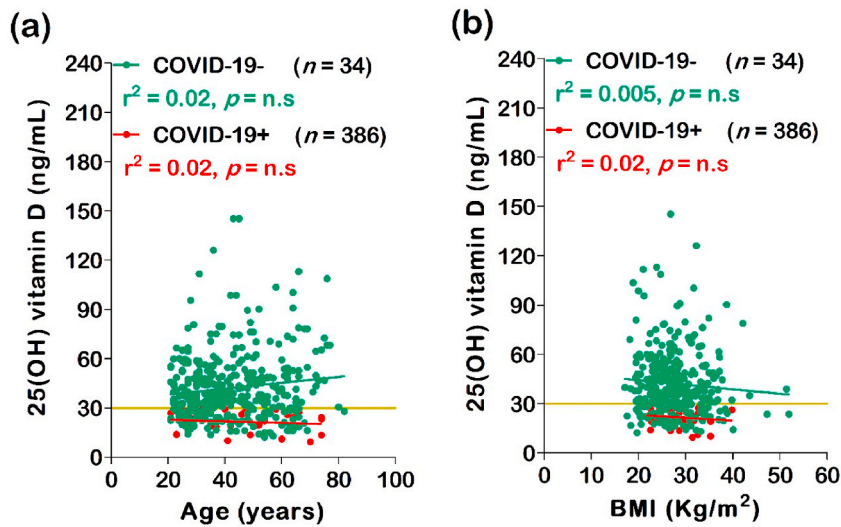 (a)
COVID-19- (n = 34)
r² = 0.02, p = n.s
COVID-19+ (n = 386)
r² = 0.02, p = n.s
25(OH) vitamin D (ng/mL)
240
210
180
150
120
90
60
30
0
0 20 40 60 80 100
Age (years)
(b)
COVID-19- (n = 34)
r² = 0.005, p = n.s
COVID-19+ (n = 386)
r² = 0.02, p = n.s
25(OH) vitamin D (ng/mL)
240
210
180
150
120
90
60
30
0
0 10 20 30 40 50 60
BMI (Kg/m²)